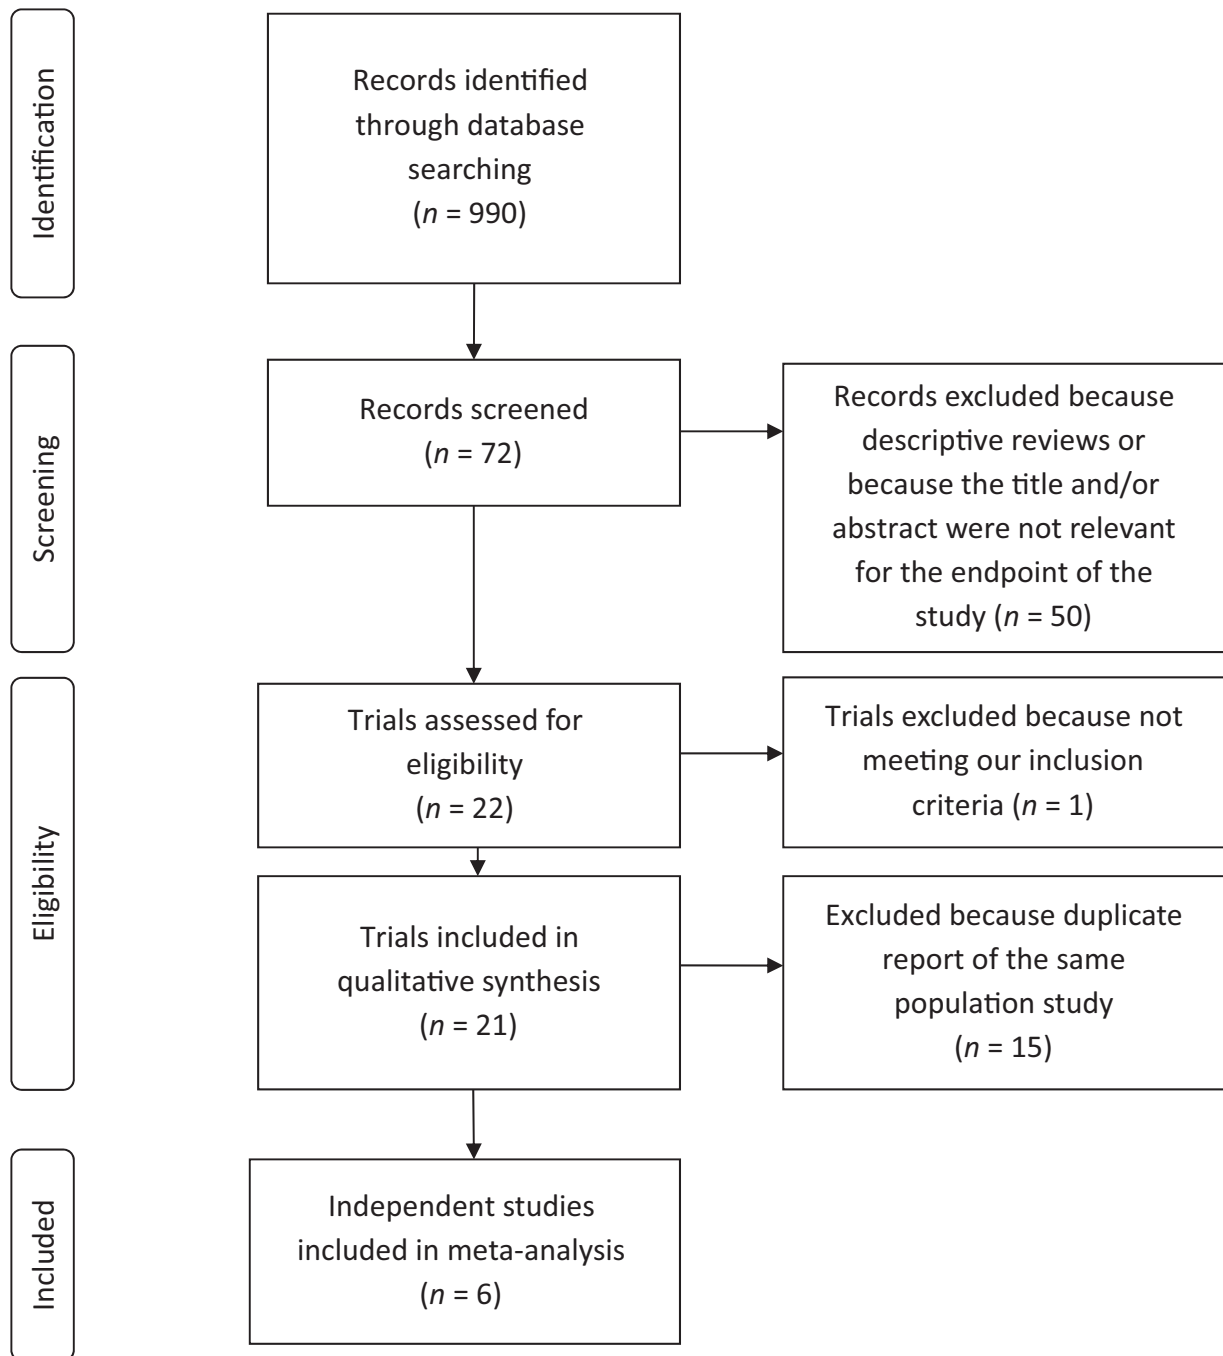 Identification
Records identified
through database
searching
(n = 990)
Screening
Records screened
(n = 72)
Records excluded because
descriptive reviews or
because the title and/or
abstract were not relevant
for the endpoint of the
study (n = 50)
Eligibility
Trials assessed for
eligibility
(n = 22)
Trials excluded because not
meeting our inclusion
criteria (n = 1)
Trials included in
qualitative synthesis
(n = 21)
Excluded because duplicate
report of the same
population study
(n = 15)
Included
Independent studies
included in meta-analysis
(n = 6)